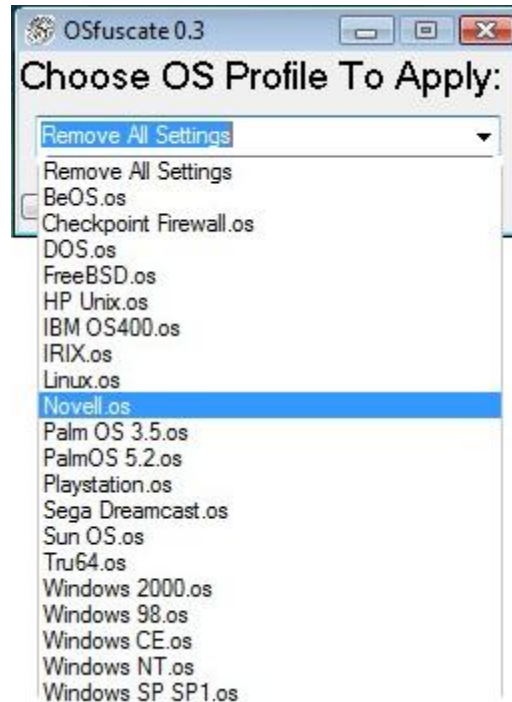 OSfuscate 0.3
Choose OS Profile To Apply:
Remove All Settings
Remove All Settings
BeOS.os
Checkpoint Firewall.os
DOS.os
FreeBSD.os
HP Unix.os
IBM OS400.os
IRIX.os
Linux.os
Novell.os
Palm OS 3.5.os
PalmOS 5.2.os
Playstation.os
Sega Dreamcast.os
Sun OS.os
Tru64.os
Windows 2000.os
Windows 98.os
Windows CE.os
Windows NT.os
Windows SP SP1.os